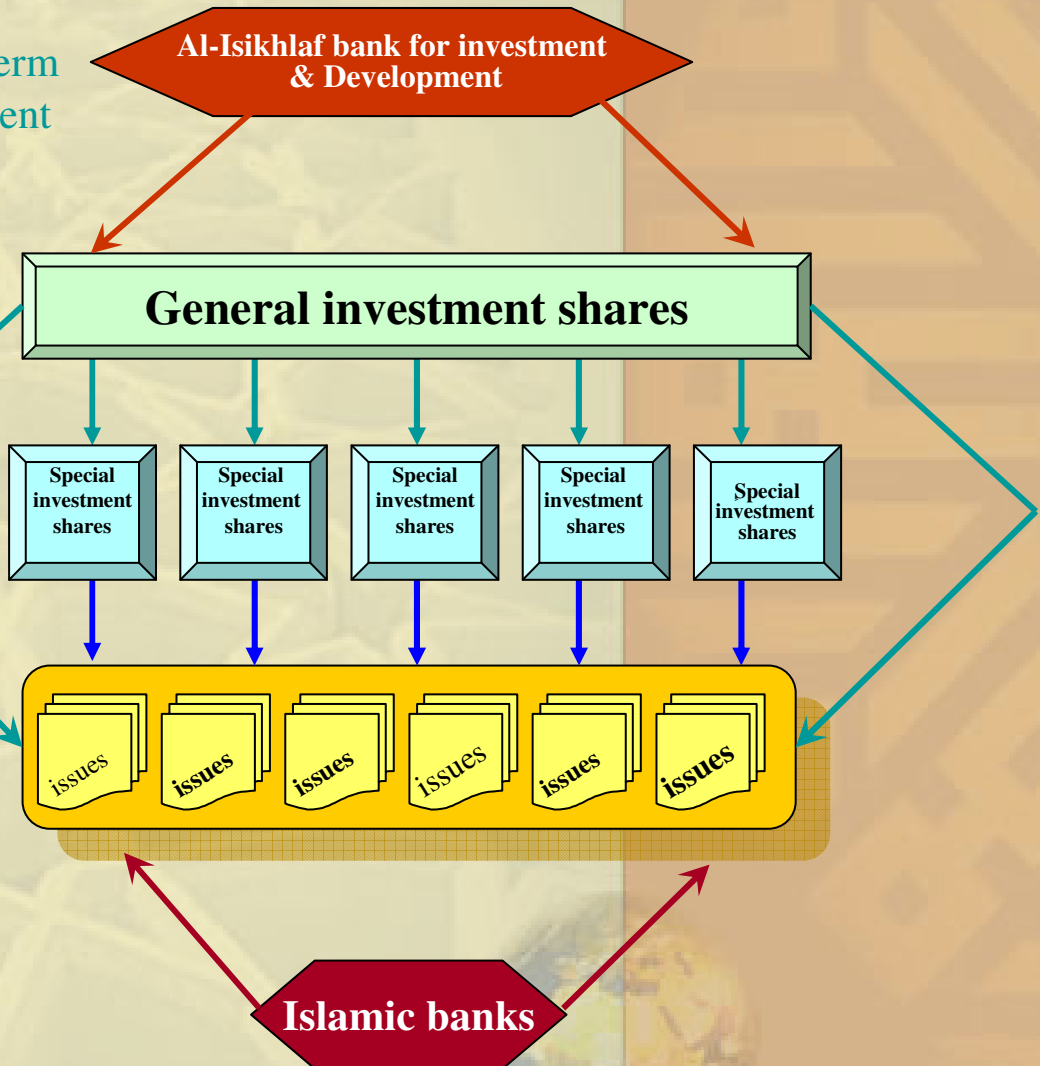 Al-Isikhlaf bank for investment
& Development
erm
ent
General investment shares
Special
investment
shares
Special
investment
shares
Special
investment
shares
Special
investment
shares
Special
investment
shares
issues
issues
issues
issues
issues
issues
Islamic banks